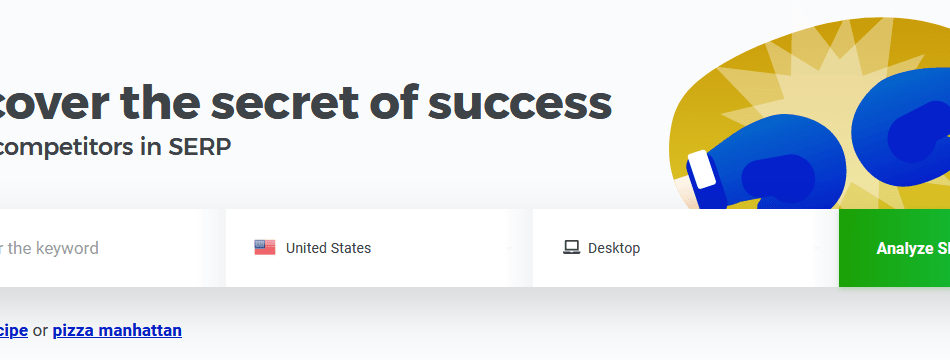 cover the secret of success
competitors in SERP
r the keyword
United States
Desktop
Analyze S
cipe or pizza manhattan